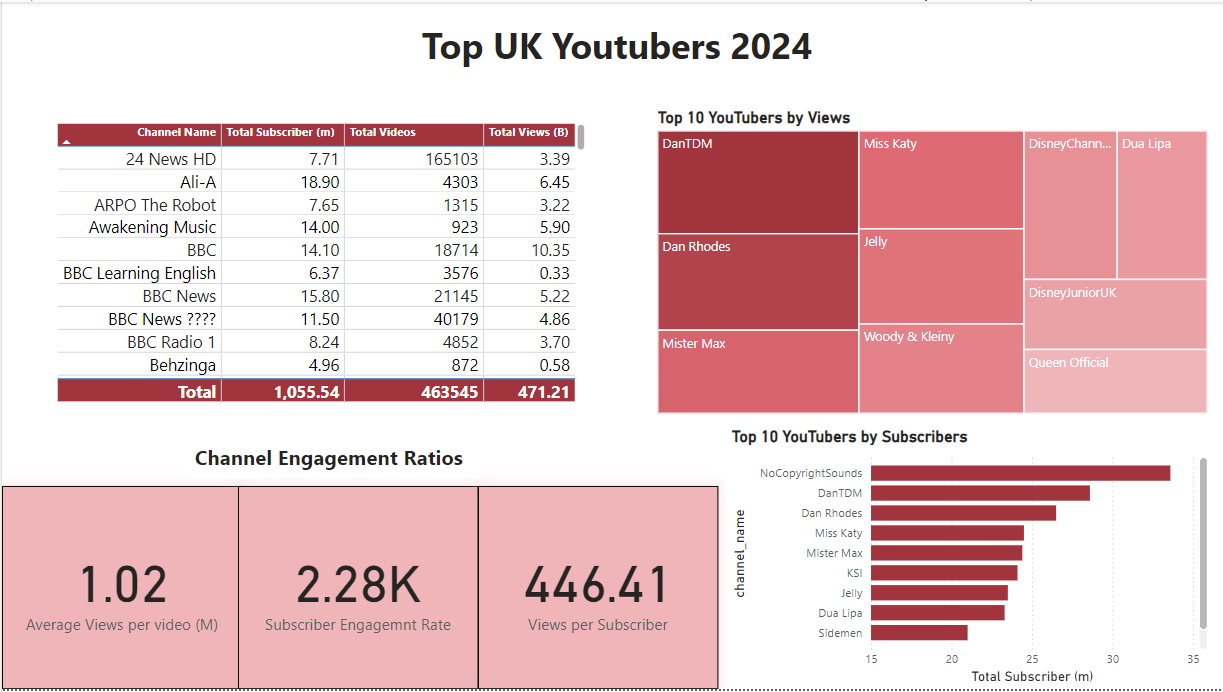 Top UK Youtubers 2024
Channel Name Total Subscriber (m) Total Videos Total Views (B)
24 News HD 7.71 165103 3.39
Ali-A 18.90 4303 6.45
ARPO The Robot 7.65 1315 3.22
Awakening Music 14.00 923 5.90
BBC 14.10 18714 10.35
BBC Learning English 6.37 3576 0.33
BBC News 15.80 21145 5.22
BBC News ???? 11.50 40179 4.86
BBC Radio 1 8.24 4852 3.70
Behzinga 4.96 872 0.58
Total 1,055.54 463545 471.21
Top 10 YouTubers by Views
DanTDM
Dan Rhodes
Mister Max
Miss Katy
Jelly
Woody & Kleiny
DisneyChann...
Dua Lipa
DisneyJuniorUK
Queen Official
Channel Engagement Ratios
1.02
Average Views per video (M)
2.28K
Subscriber Engagemnt Rate
446.41
Views per Subscriber
Top 10 YouTubers by Subscribers
channel_name
NoCopyrightSounds
DanTDM
Dan Rhodes
Miss Katy
Mister Max
KSI
Jelly
Dua Lipa
Sidemen
15 20 25 30 35
Total Subscriber (m)